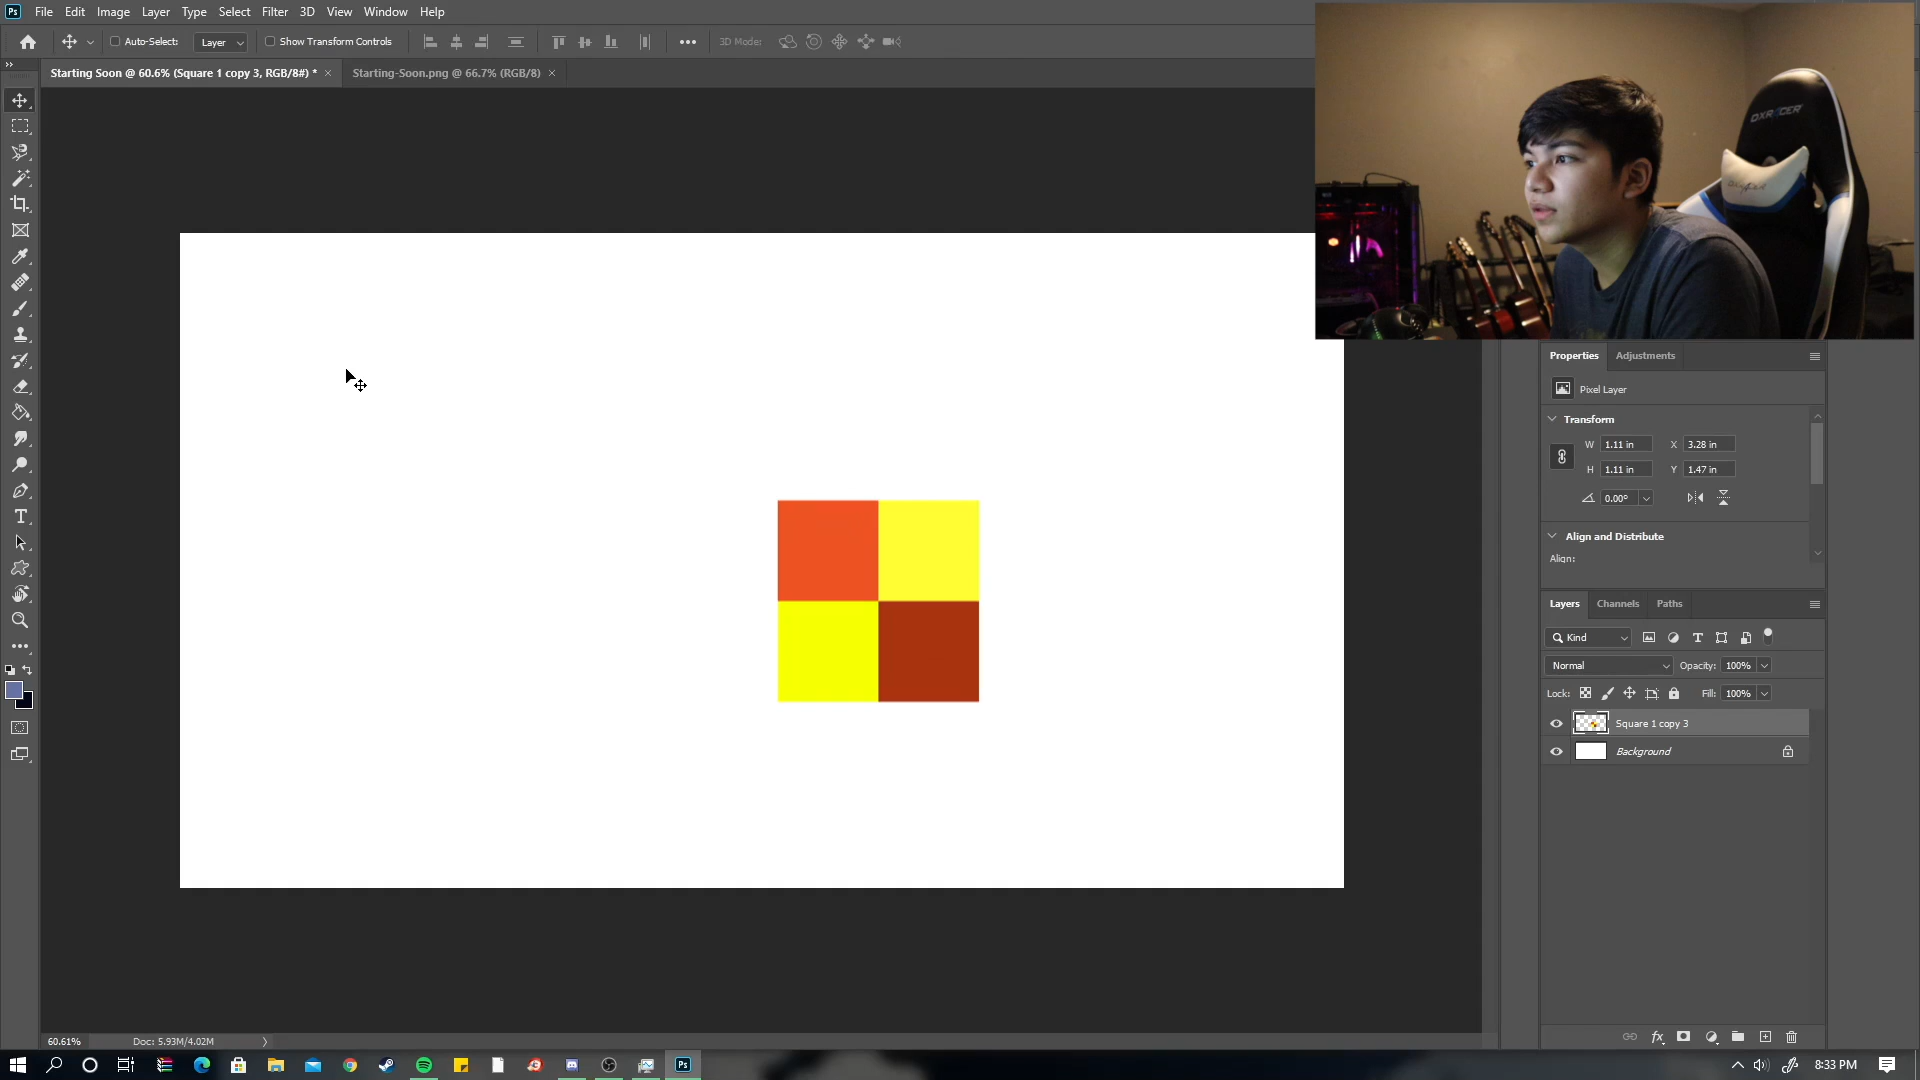 Ps File Edit Image Layer Type Select Filter 3D View Window Help
Auto-Select: Layer Show Transform Controls 3D Mode:
Starting Soon @ 60.6% (Square 1 copy 3, RGB/8#) * × Starting-Soon.png @ 66.7% (RGB/8) ×
DXRACER
Properties Adjustments
Pixel Layer
Transform
W 1.11 in X 3.28 in
H 1.11 in Y 1.47 in
0.00°
Align and Distribute
Align:
Layers Channels Paths
Kind
Normal Opacity: 100%
Lock: Fill: 100%
Square 1 copy 3
Background
60.61% Doc: 5.93M/4.02M
Ps 8:33 PM